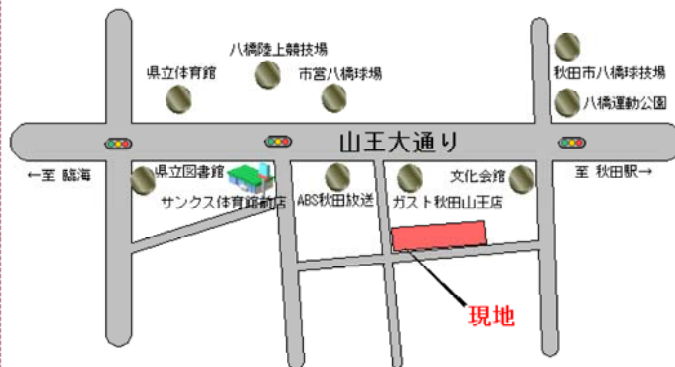 八橋陸上競技場
県立体育館
市営八橋球場
秋田市八橋球技場
八橋運動公園
山王大通り
←至 臨海
県立図書館
文化会館
至 秋田駅→
サンクス体育館前店
ABS秋田放送
ガスト秋田山王店
現地